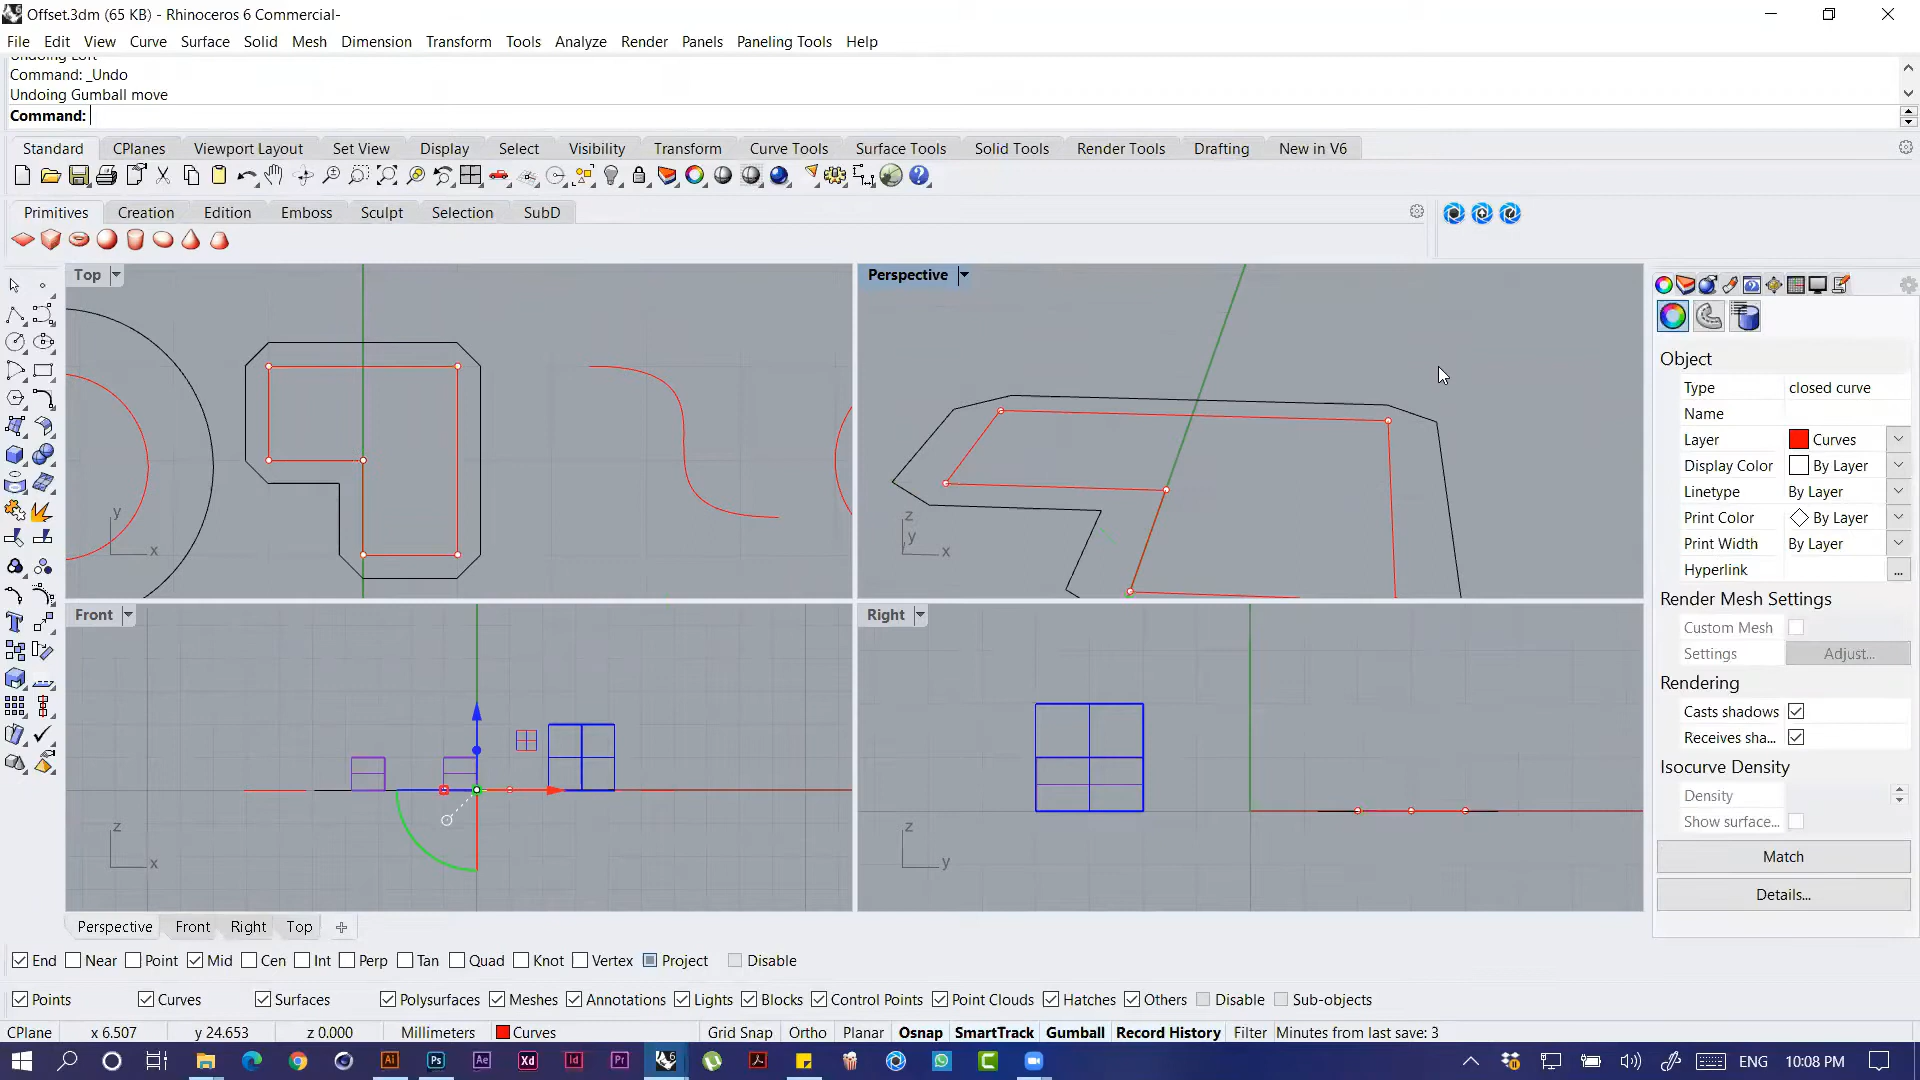 Offset.3dm (65 KB) - Rhinoceros 6 Commercial-
File Edit View Curve Surface Solid Mesh Dimension Transform Tools Analyze Render Panels Paneling Tools Help
Undoing Loft
Command: _Undo
Undoing Gumball move
Command:
Standard CPlanes Viewport Layout Set View Display Select Visibility Transform Curve Tools Surface Tools Solid Tools Render Tools Drafting New in V6
Primitives Creation Edition Emboss Sculpt Selection SubD
Top
Perspective
y
x
z
y
x
Front
Right
z
x
z
y
Object
Type closed curve
Name
Layer Curves
Display Color By Layer
Linetype By Layer
Print Color By Layer
Print Width By Layer
Hyperlink ...
Render Mesh Settings
Custom Mesh
Settings Adjust...
Rendering
Casts shadows
Receives sha...
Isocurve Density
Density
Show surface...
Match
Details...
Perspective Front Right Top
End Near Point Mid Cen Int Perp Tan Quad Knot Vertex Project Disable
Points Curves Surfaces Polysurfaces Meshes Annotations Lights Blocks Control Points Point Clouds Hatches Others Disable Sub-objects
CPlane x 6.507 y 24.653 z 0.000 Millimeters Curves Grid Snap Ortho Planar Osnap SmartTrack Gumball Record History Filter Minutes from last save: 3
Ai Ps Ae Xd Id Pr ENG 10:08 PM